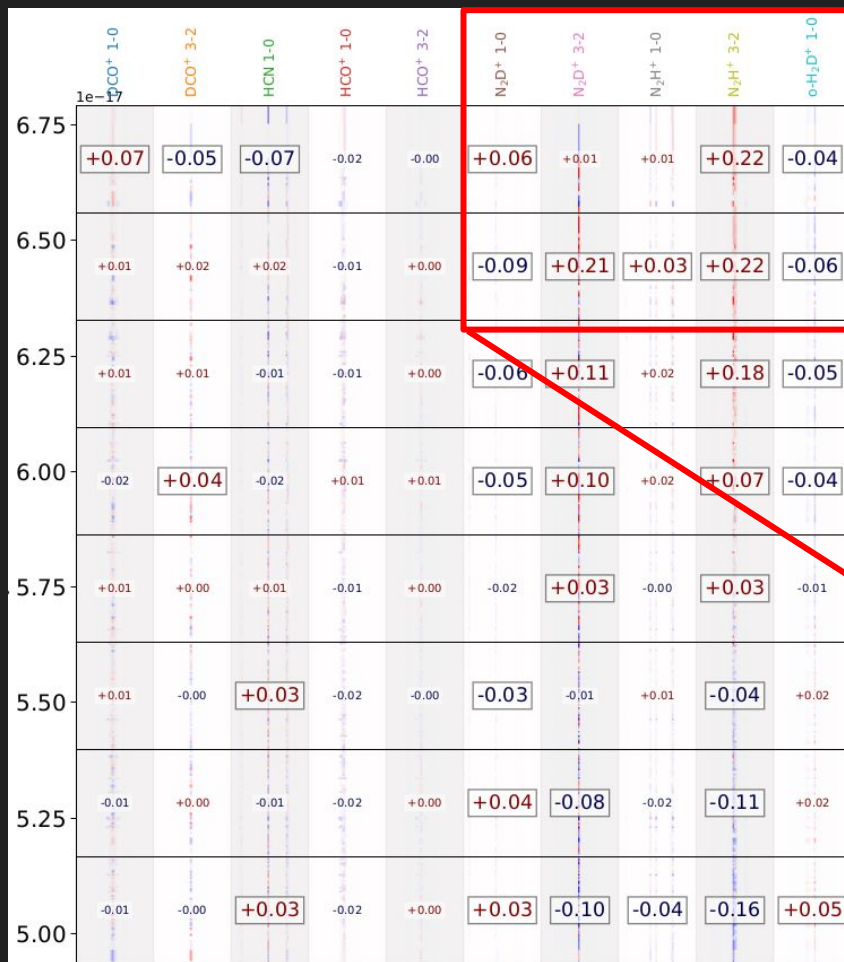 DCO⁺ 1-0
DCO⁺ 3-2
HCN 1-0
HCO⁺ 1-0
HCO⁺ 3-2
N₂D⁺ 1-0
N₂D⁺ 3-2
N₂H⁺ 1-0
N₂H⁺ 3-2
o-H₂D⁺ 1-0
1e−17
6.75
+0.07 -0.05 -0.07 -0.02 -0.00 +0.06 +0.01 +0.01 +0.22 -0.04
6.50
+0.01 +0.02 +0.02 -0.01 +0.00 -0.09 +0.21 +0.03 +0.22 -0.06
6.25
+0.01 +0.01 -0.01 -0.01 +0.00 -0.06 +0.11 +0.02 +0.18 -0.05
6.00
-0.02 +0.04 -0.02 +0.01 +0.01 -0.05 +0.10 +0.02 +0.07 -0.04
5.75
+0.01 +0.00 +0.01 -0.01 +0.00 -0.02 +0.03 -0.00 +0.03 -0.01
5.50
+0.01 -0.00 +0.03 -0.02 -0.00 -0.03 -0.01 +0.01 -0.04 +0.02
5.25
-0.01 +0.00 -0.01 -0.02 +0.00 +0.04 -0.08 -0.02 -0.11 +0.02
5.00
-0.01 -0.00 +0.03 -0.02 +0.00 +0.03 -0.10 -0.04 -0.16 +0.05